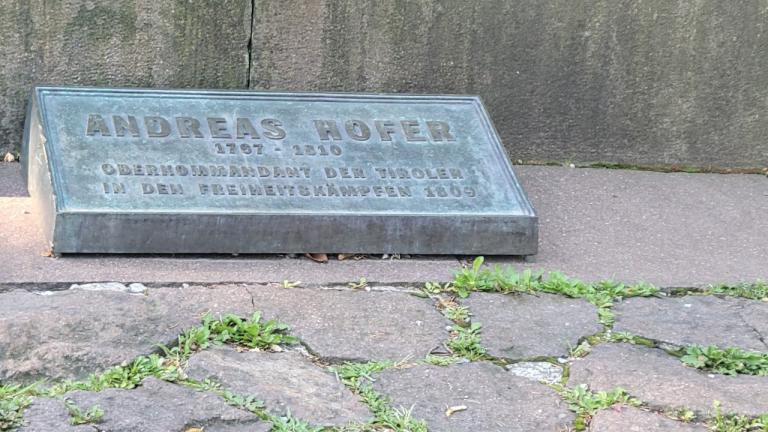 ANDREAS HOFER
1767 - 1810
OBERKOMMANDANT DER TIROLER
IN DEN FREIHEITSKÄMPFEN 1809